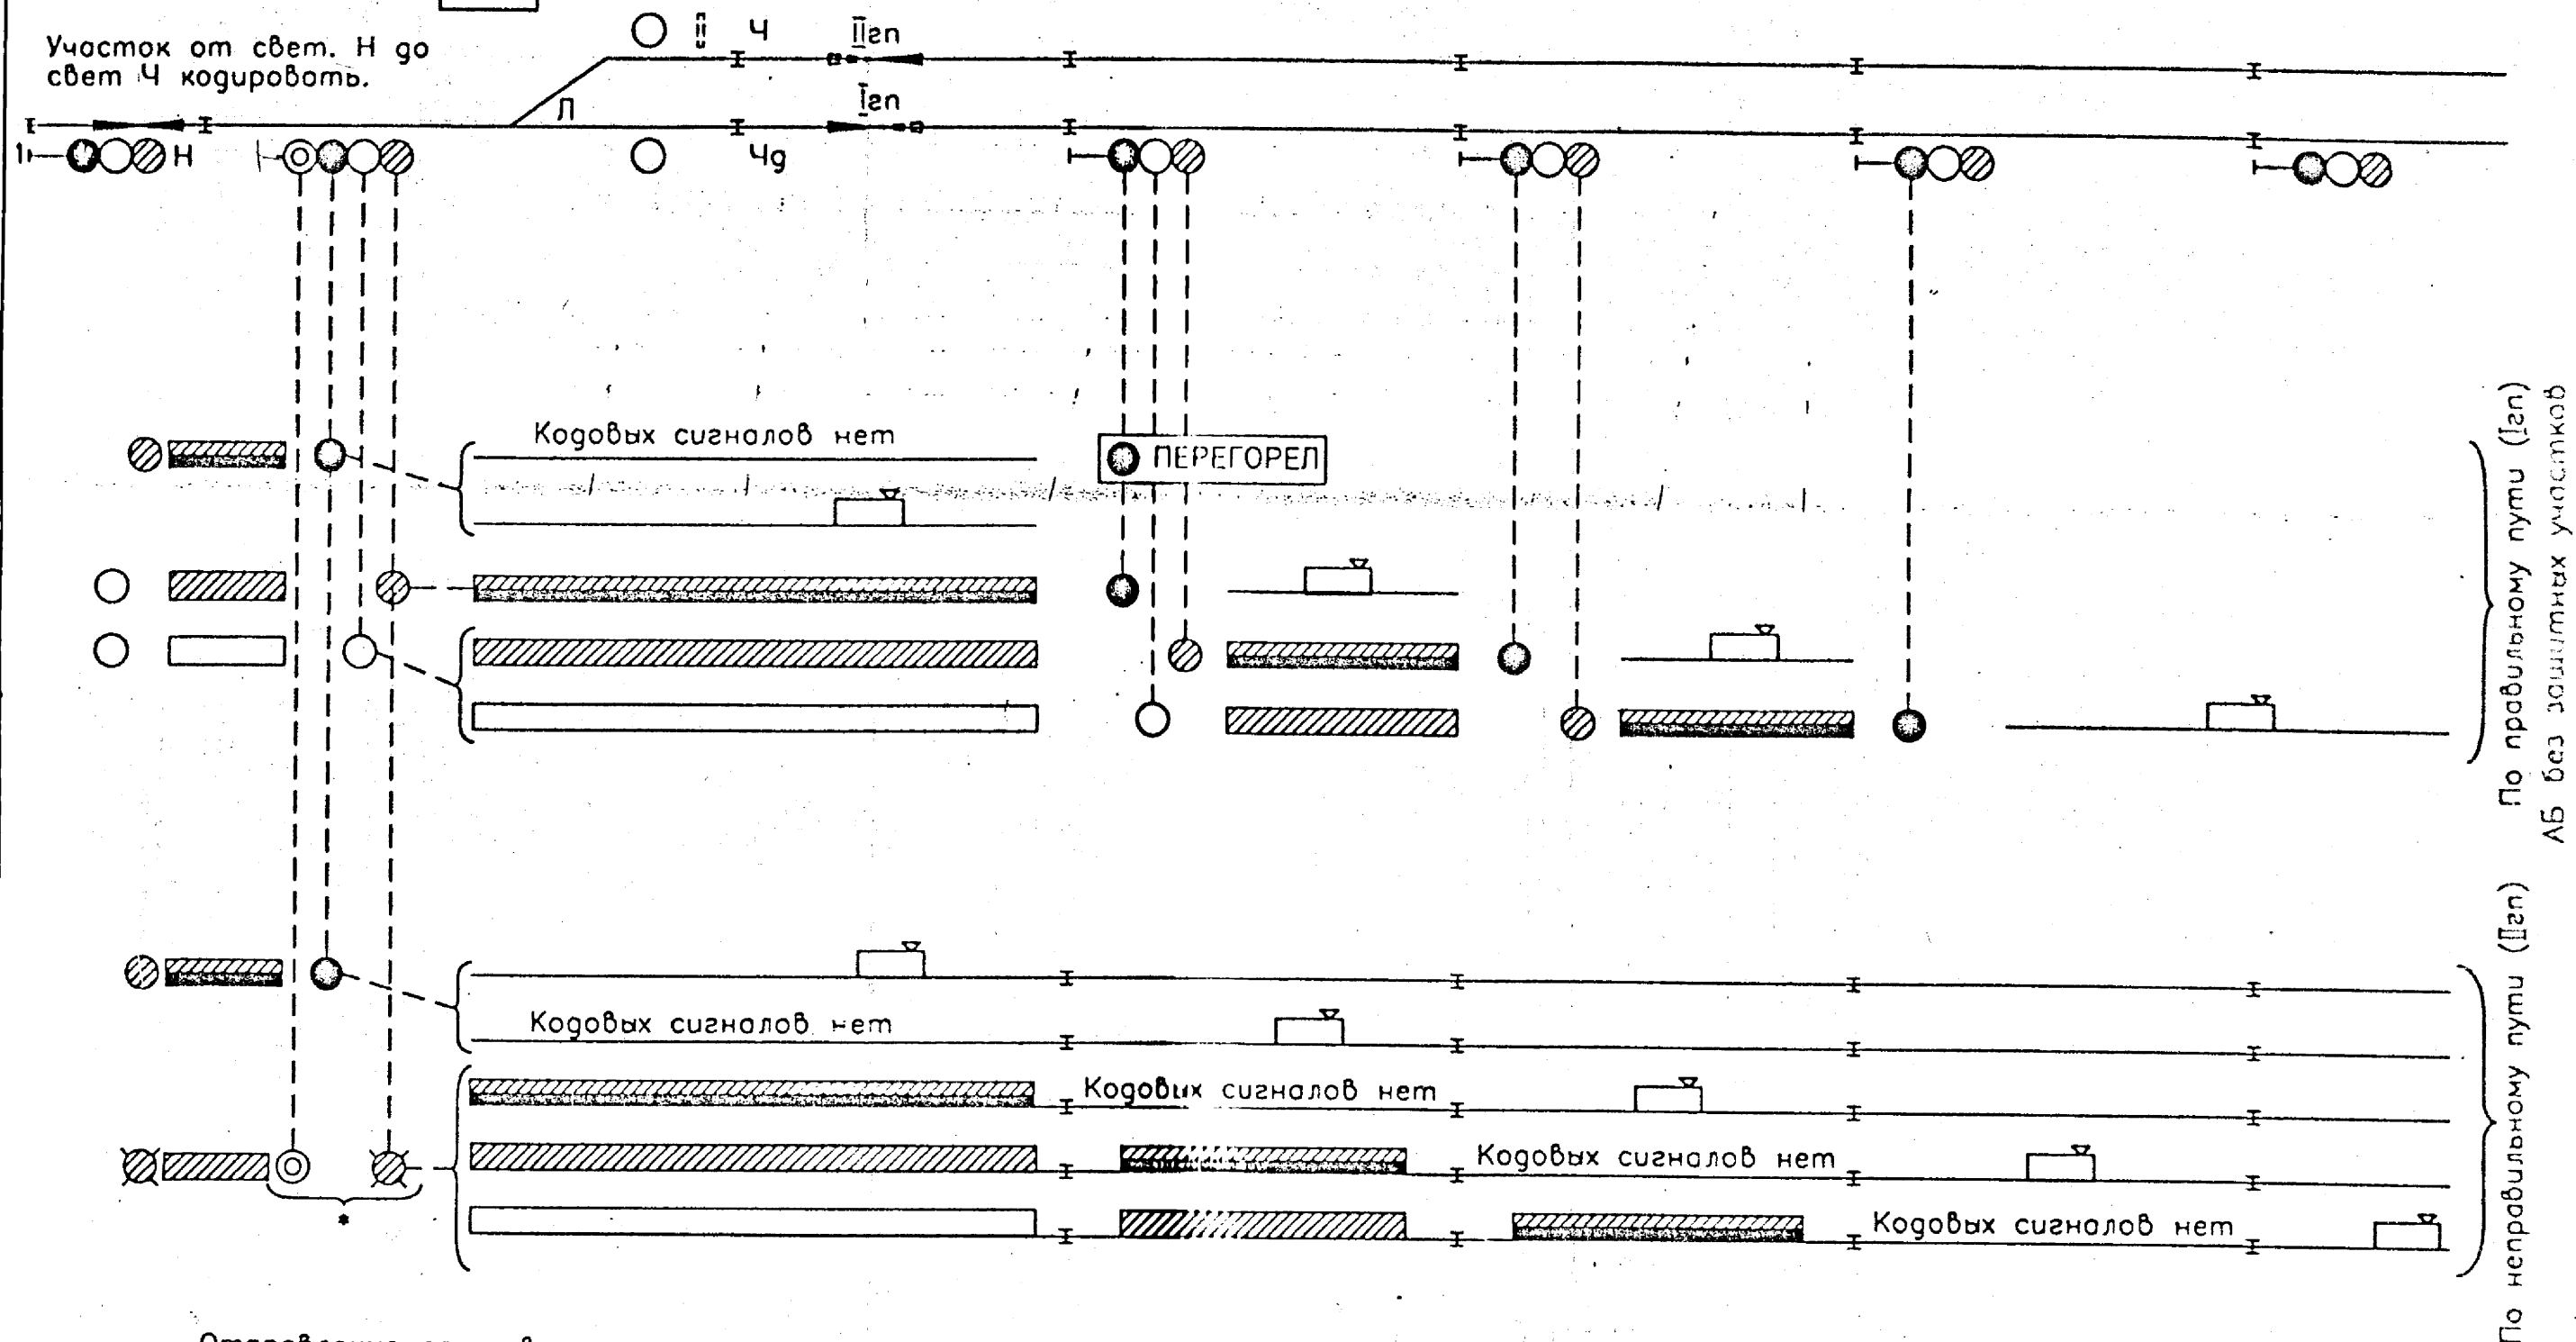 Участок от свет. Н до
свет Ч кодировать.
II Ч IIгп
Л Iгп
Н Чд
Кодовых сигналов нет
ПЕРЕГОРЕЛ
По правильному пути (Iгп)
АБ без защитных участков
Кодовых сигналов нет
Кодовых сигналов нет
Кодовых сигналов нет
*
Кодовых сигналов нет
По неправильному пути (IIгп)